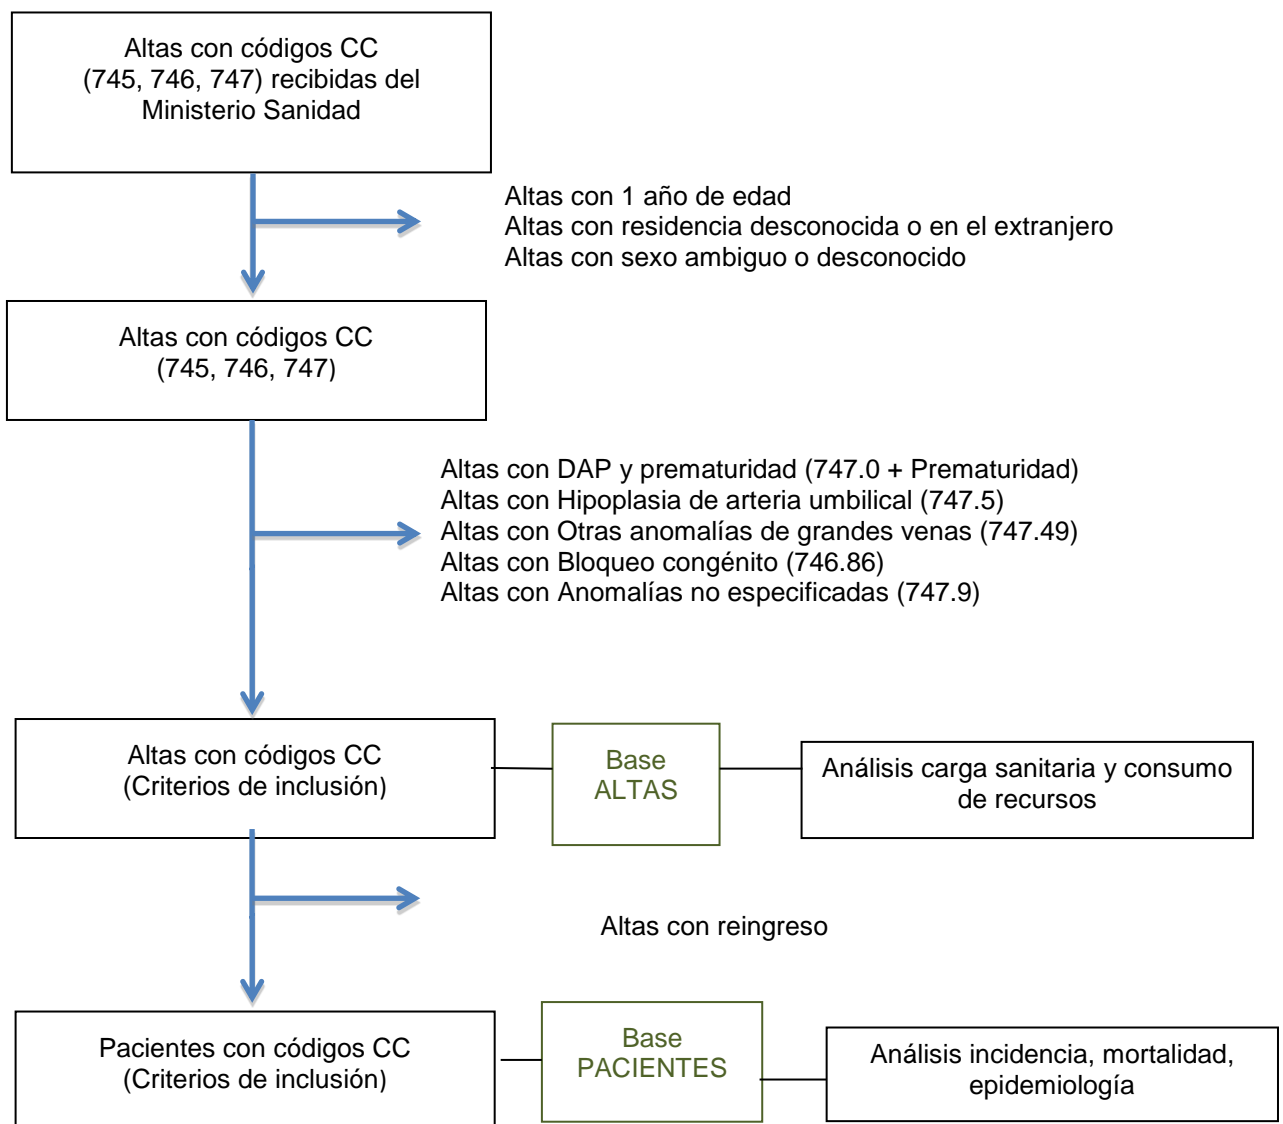 Altas con códigos CC
(745, 746, 747) recibidas del
Ministerio Sanidad
Altas con 1 año de edad
Altas con residencia desconocida o en el extranjero
Altas con sexo ambiguo o desconocido
Altas con códigos CC
(745, 746, 747)
Altas con DAP y prematuridad (747.0 + Prematuridad)
Altas con Hipoplasia de arteria umbilical (747.5)
Altas con Otras anomalías de grandes venas (747.49)
Altas con Bloqueo congénito (746.86)
Altas con Anomalías no especificadas (747.9)
Altas con códigos CC
(Criterios de inclusión)
Base
ALTAS
Análisis carga sanitaria y consumo
de recursos
Altas con reingreso
Pacientes con códigos CC
(Criterios de inclusión)
Base
PACIENTES
Análisis incidencia, mortalidad,
epidemiología